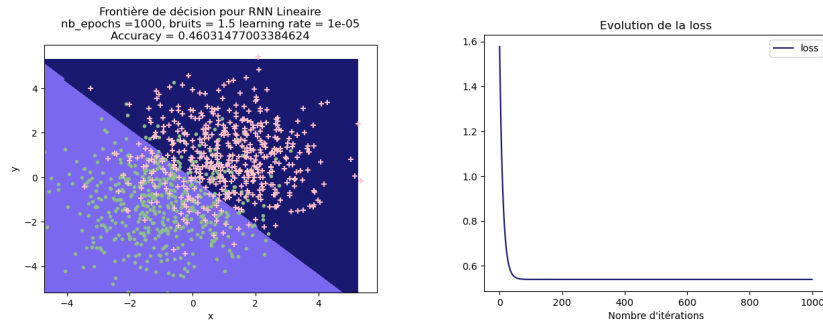 Frontière de décision pour RNN Lineaire
nb_epochs =1000, bruits = 1.5 learning rate = 1e-05
Accuracy = 0.46031477003384624
4
2
0
−2
−4
y
−4
−2
0
2
4
x
Evolution de la loss
loss
1.6
1.4
1.2
1.0
0.8
0.6
0
200
400
600
800
1000
Nombre d'itérations